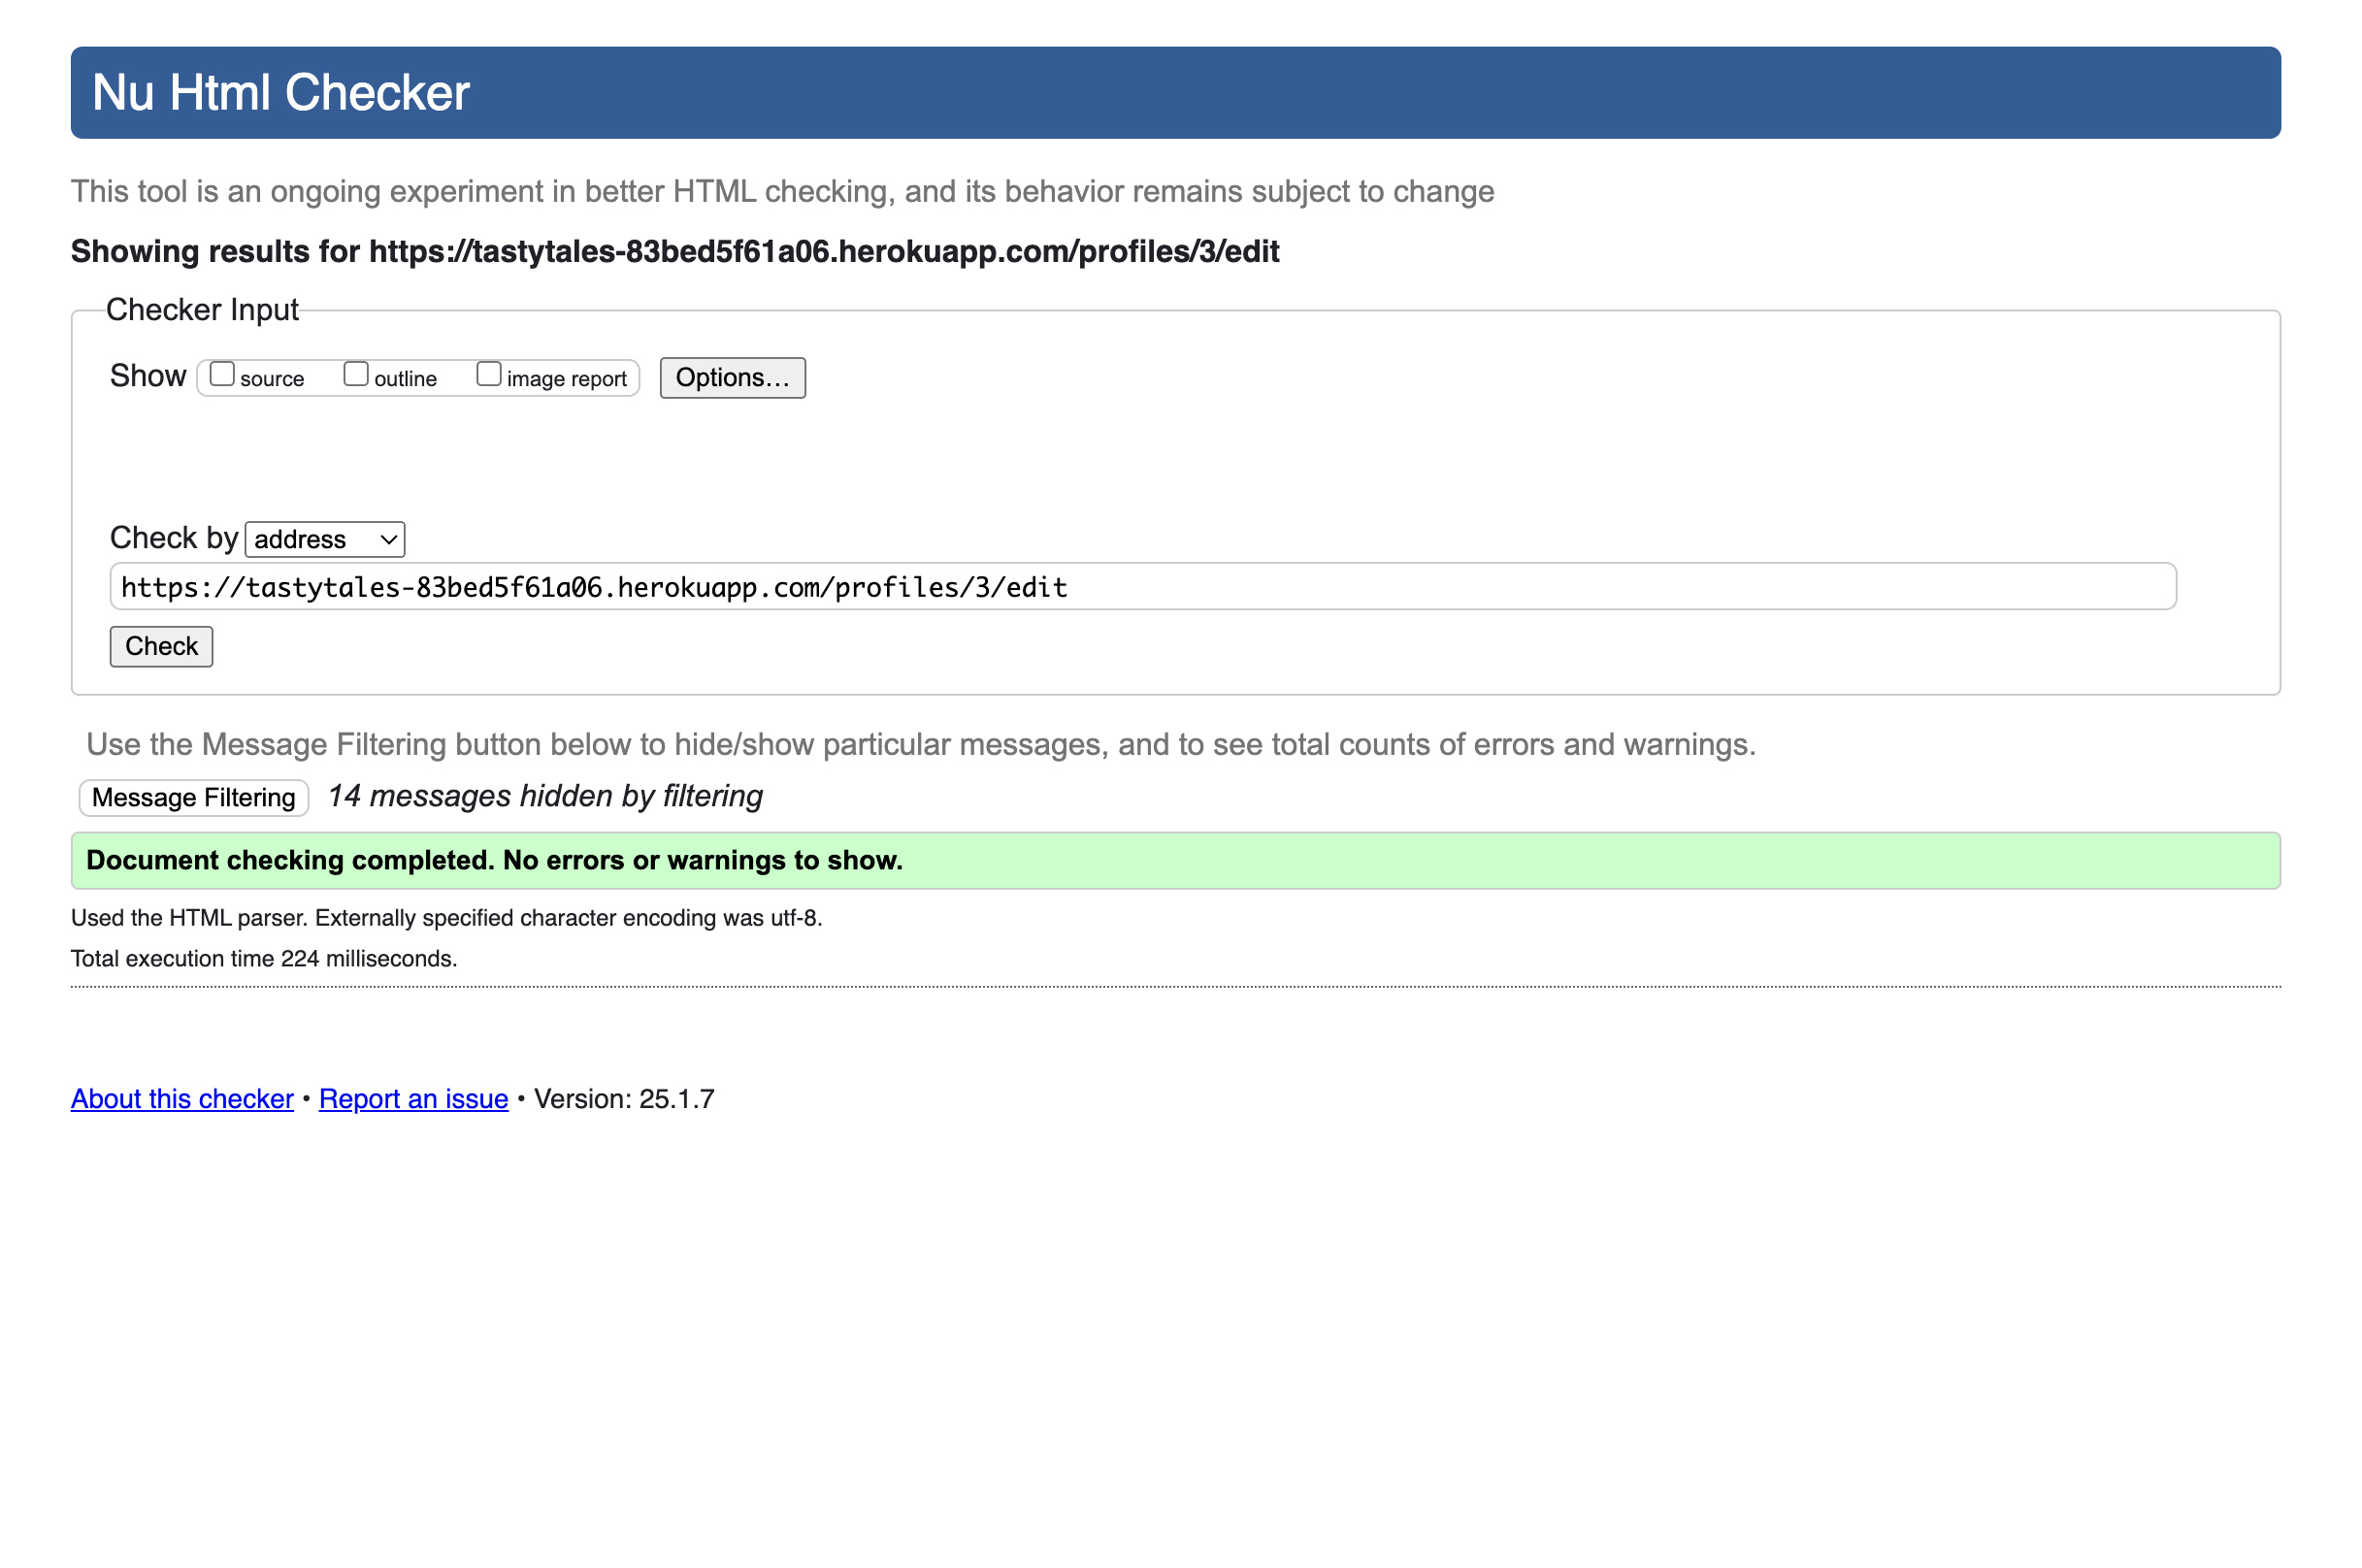 Nu Html Checker
This tool is an ongoing experiment in better HTML checking, and its behavior remains subject to change
Showing results for https://tastytales-83bed5f61a06.herokuapp.com/profiles/3/edit
Checker Input
Show source outline image report Options...
Check by address
https://tastytales-83bed5f61a06.herokuapp.com/profiles/3/edit
Check
Use the Message Filtering button below to hide/show particular messages, and to see total counts of errors and warnings.
Message Filtering 14 messages hidden by filtering
Document checking completed. No errors or warnings to show.
Used the HTML parser. Externally specified character encoding was utf-8.
Total execution time 224 milliseconds.
About this checker • Report an issue • Version: 25.1.7